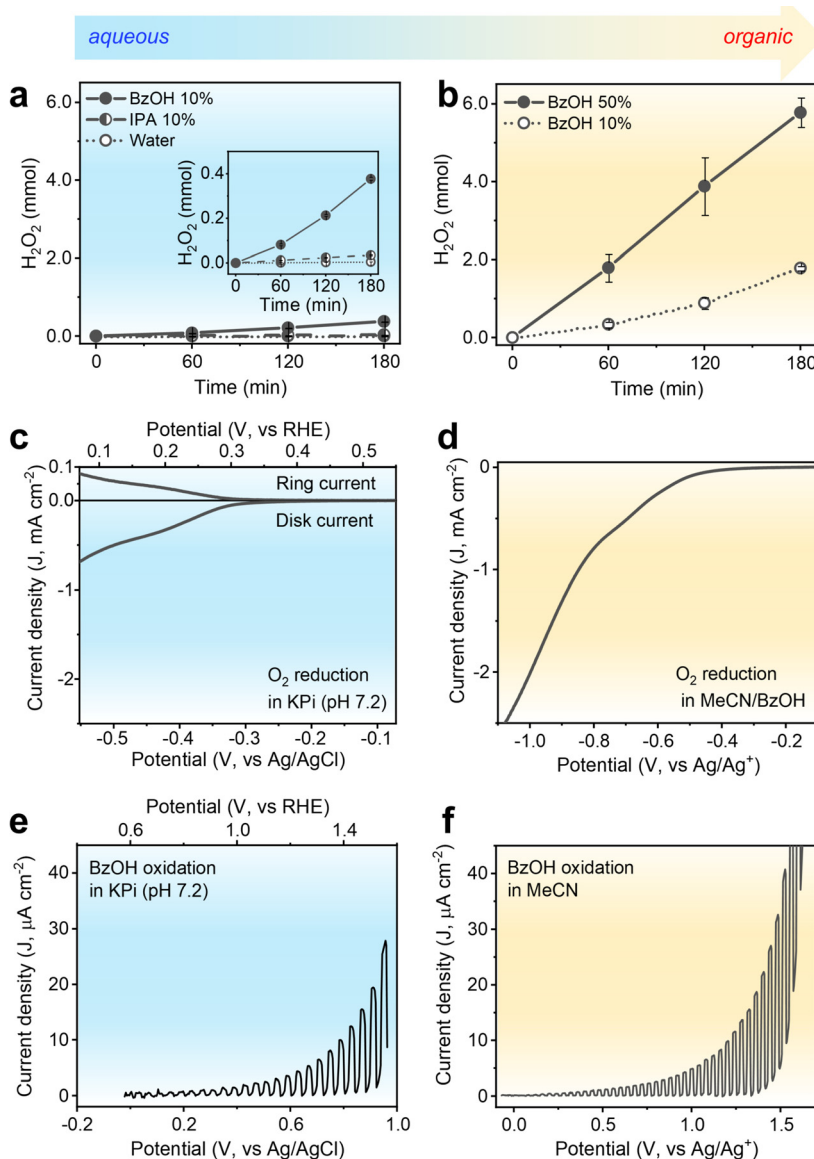 aqueous
organic
a
BzOH 10%
IPA 10%
Water
6.0
4.0
2.0
0.0
H₂O₂ (mmol)
0.4
0.2
0.0
H₂O₂ (mmol)
0 60 120 180
Time (min)
0 60 120 180
Time (min)
b
BzOH 50%
BzOH 10%
6.0
4.0
2.0
0.0
H₂O₂ (mmol)
0 60 120 180
Time (min)
c
Potential (V, vs RHE)
0.1 0.2 0.3 0.4 0.5
0.1
0.0
-1
-2
Current density (J, mA cm⁻²)
Ring current
Disk current
O₂ reduction
in KPi (pH 7.2)
-0.5 -0.4 -0.3 -0.2 -0.1
Potential (V, vs Ag/AgCl)
d
0
-1
-2
Current density (J, mA cm⁻²)
O₂ reduction
in MeCN/BzOH
-1.0 -0.8 -0.6 -0.4 -0.2
Potential (V, vs Ag/Ag⁺)
e
Potential (V, vs RHE)
0.6 1.0 1.4
40
30
20
10
0
Current density (J, μA cm⁻²)
BzOH oxidation
in KPi (pH 7.2)
-0.2 0.2 0.6 1.0
Potential (V, vs Ag/AgCl)
f
40
30
20
10
0
Current density (J, μA cm⁻²)
BzOH oxidation
in MeCN
0.0 0.5 1.0 1.5
Potential (V, vs Ag/Ag⁺)